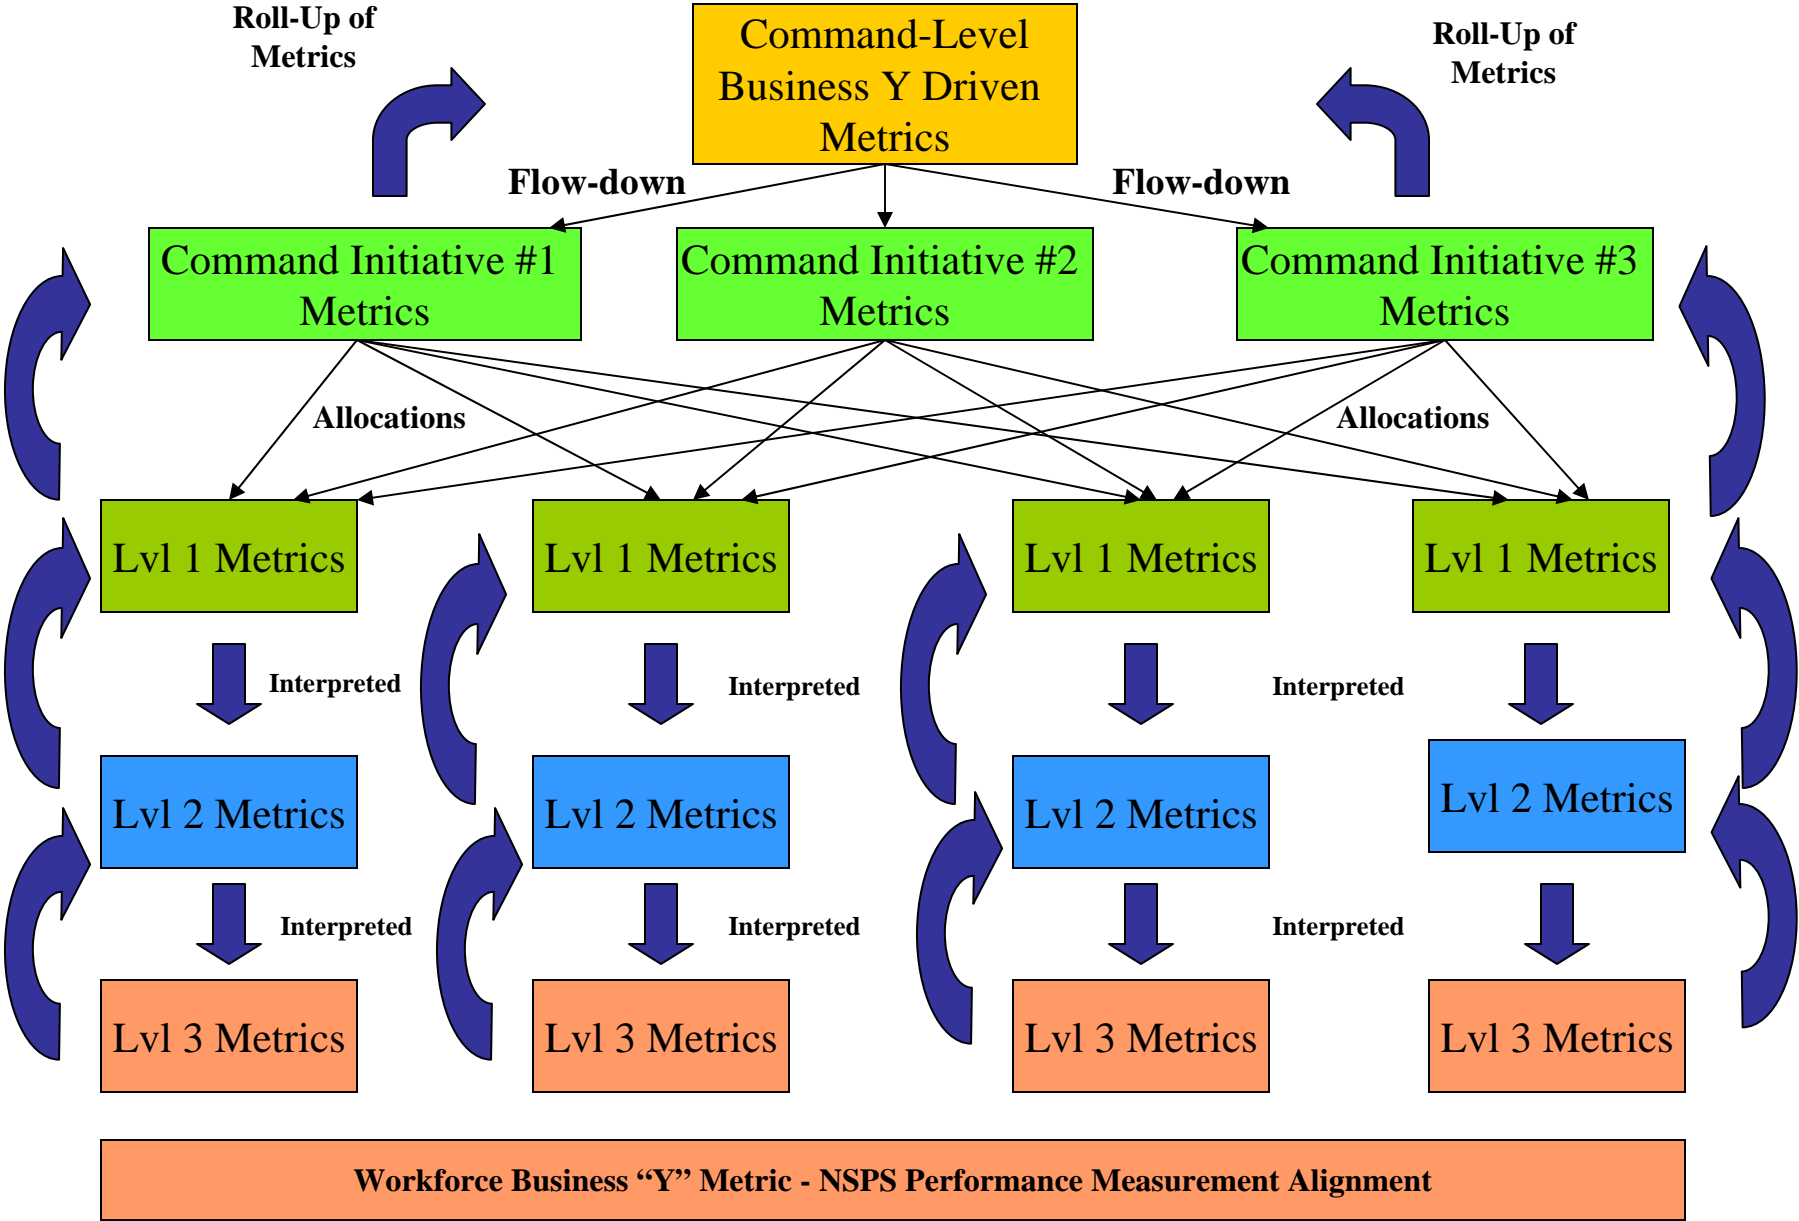 Roll-Up of
Metrics
Command-Level
Business Y Driven
Metrics
Roll-Up of
Metrics
Flow-down
Flow-down
Command Initiative #1
Metrics
Command Initiative #2
Metrics
Command Initiative #3
Metrics
Allocations
Allocations
Lvl 1 Metrics
Lvl 1 Metrics
Lvl 1 Metrics
Lvl 1 Metrics
Interpreted
Interpreted
Interpreted
Lvl 2 Metrics
Lvl 2 Metrics
Lvl 2 Metrics
Lvl 2 Metrics
Interpreted
Interpreted
Interpreted
Lvl 3 Metrics
Lvl 3 Metrics
Lvl 3 Metrics
Lvl 3 Metrics
Workforce Business “Y” Metric - NSPS Performance Measurement Alignment